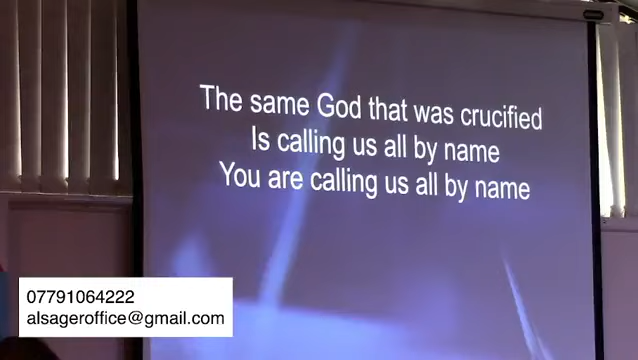 The same God that was crucified
Is calling us all by name
You are calling us all by name
07791064222
alsageroffice@gmail.com